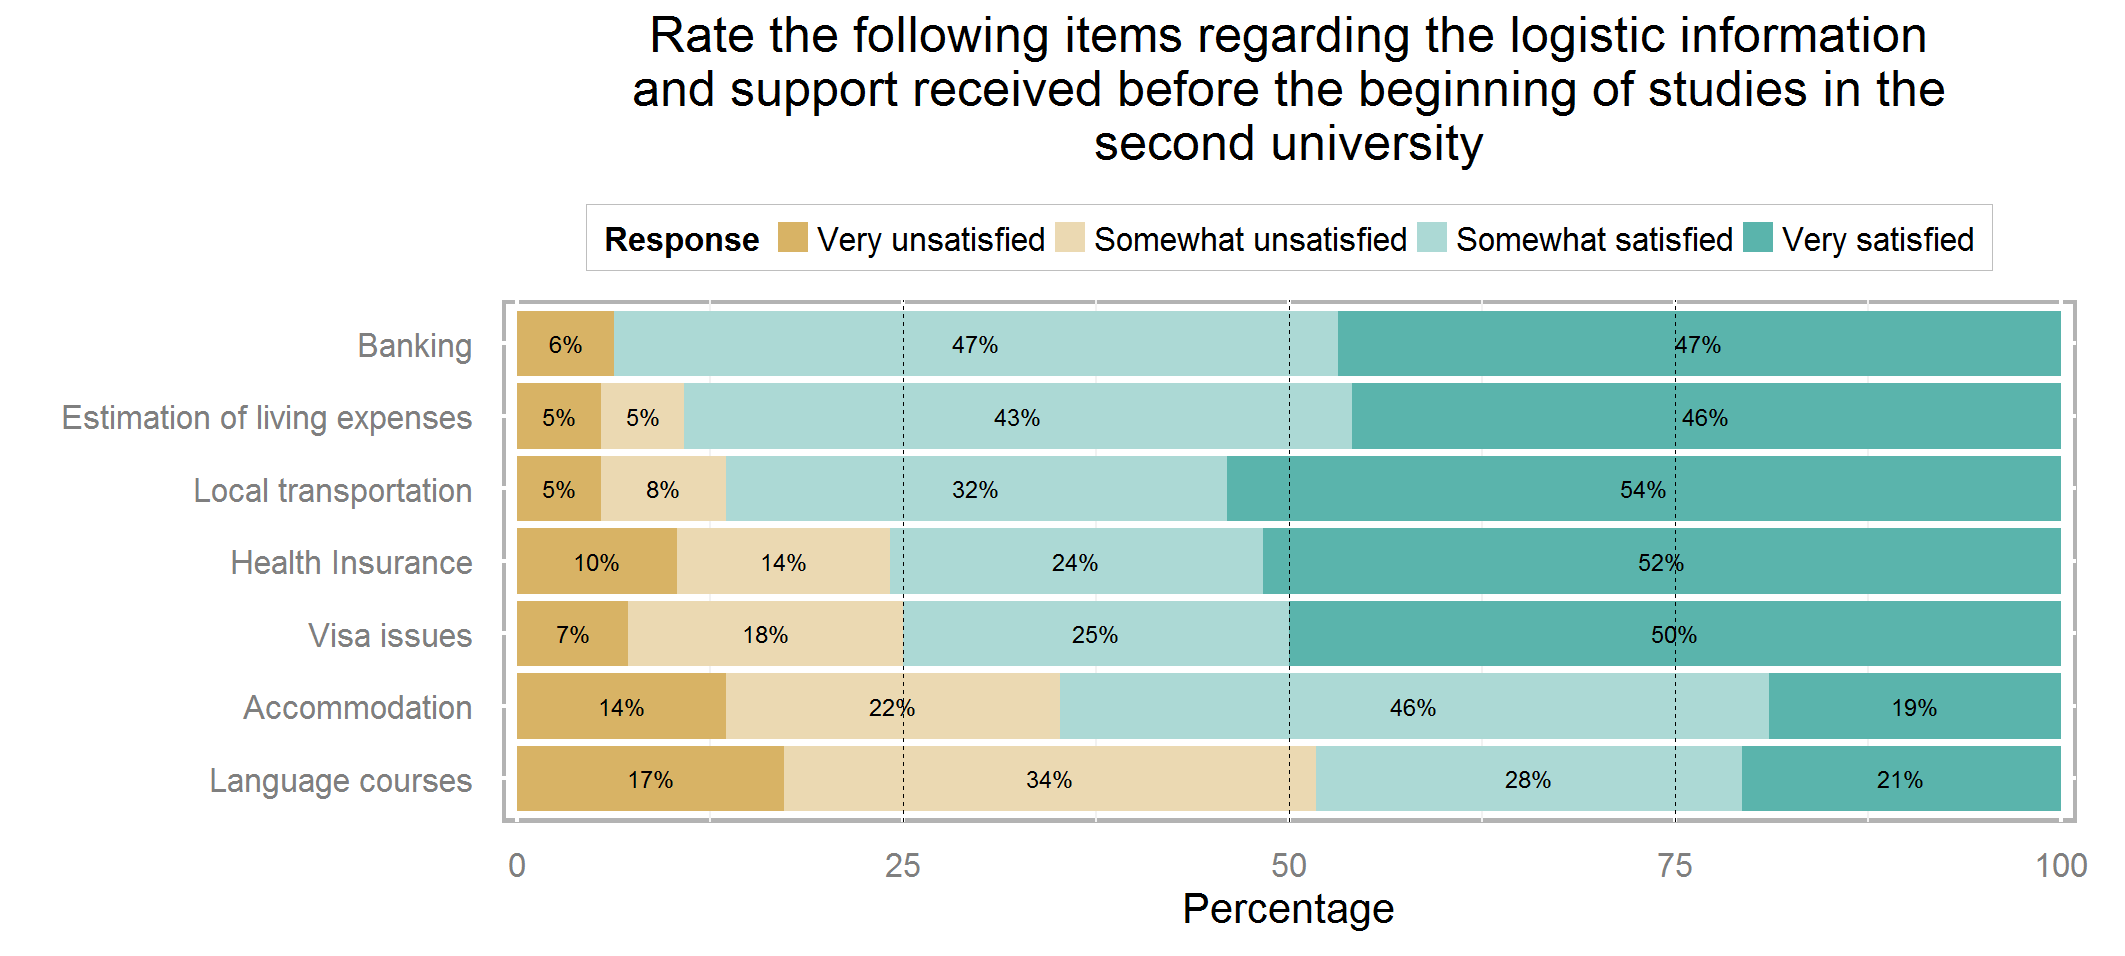 Rate the following items regarding the logistic information
and support received before the beginning of studies in the
second university
Response Very unsatisfied Somewhat unsatisfied Somewhat satisfied Very satisfied
Banking 6% 47% 47%
Estimation of living expenses 5% 5% 43% 46%
Local transportation 5% 8% 32% 54%
Health Insurance 10% 14% 24% 52%
Visa issues 7% 18% 25% 50%
Accommodation 14% 22% 46% 19%
Language courses 17% 34% 28% 21%
0 25 50 75 100
Percentage